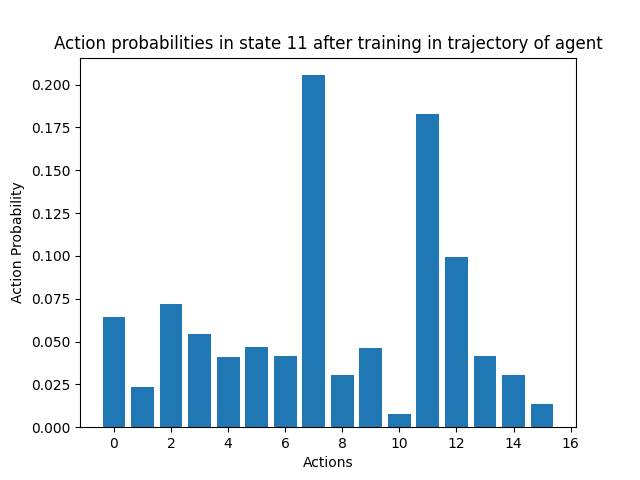 Action probabilities in state 11 after training in trajectory of agent
0.200
0.175
0.150
0.125
0.100
0.075
0.050
0.025
0.000
Action Probability
0 2 4 6 8 10 12 14 16
Actions